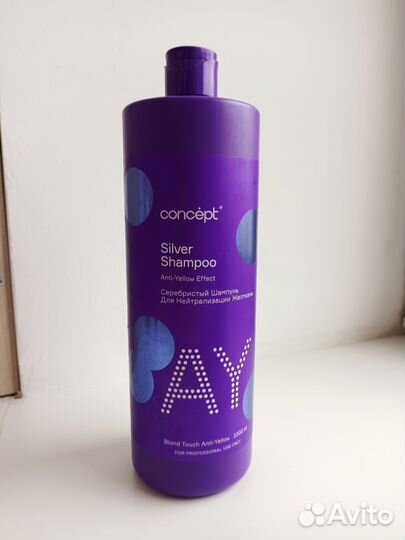 concépt®
Silver
Shampoo
Anti-Yellow Effect
Серебристый Шампунь
Для Нейтрализации Желтизны
AY
Blond Touch Anti-Yellow 1000 ml
FOR PROFESSIONAL USE ONLY
Avito